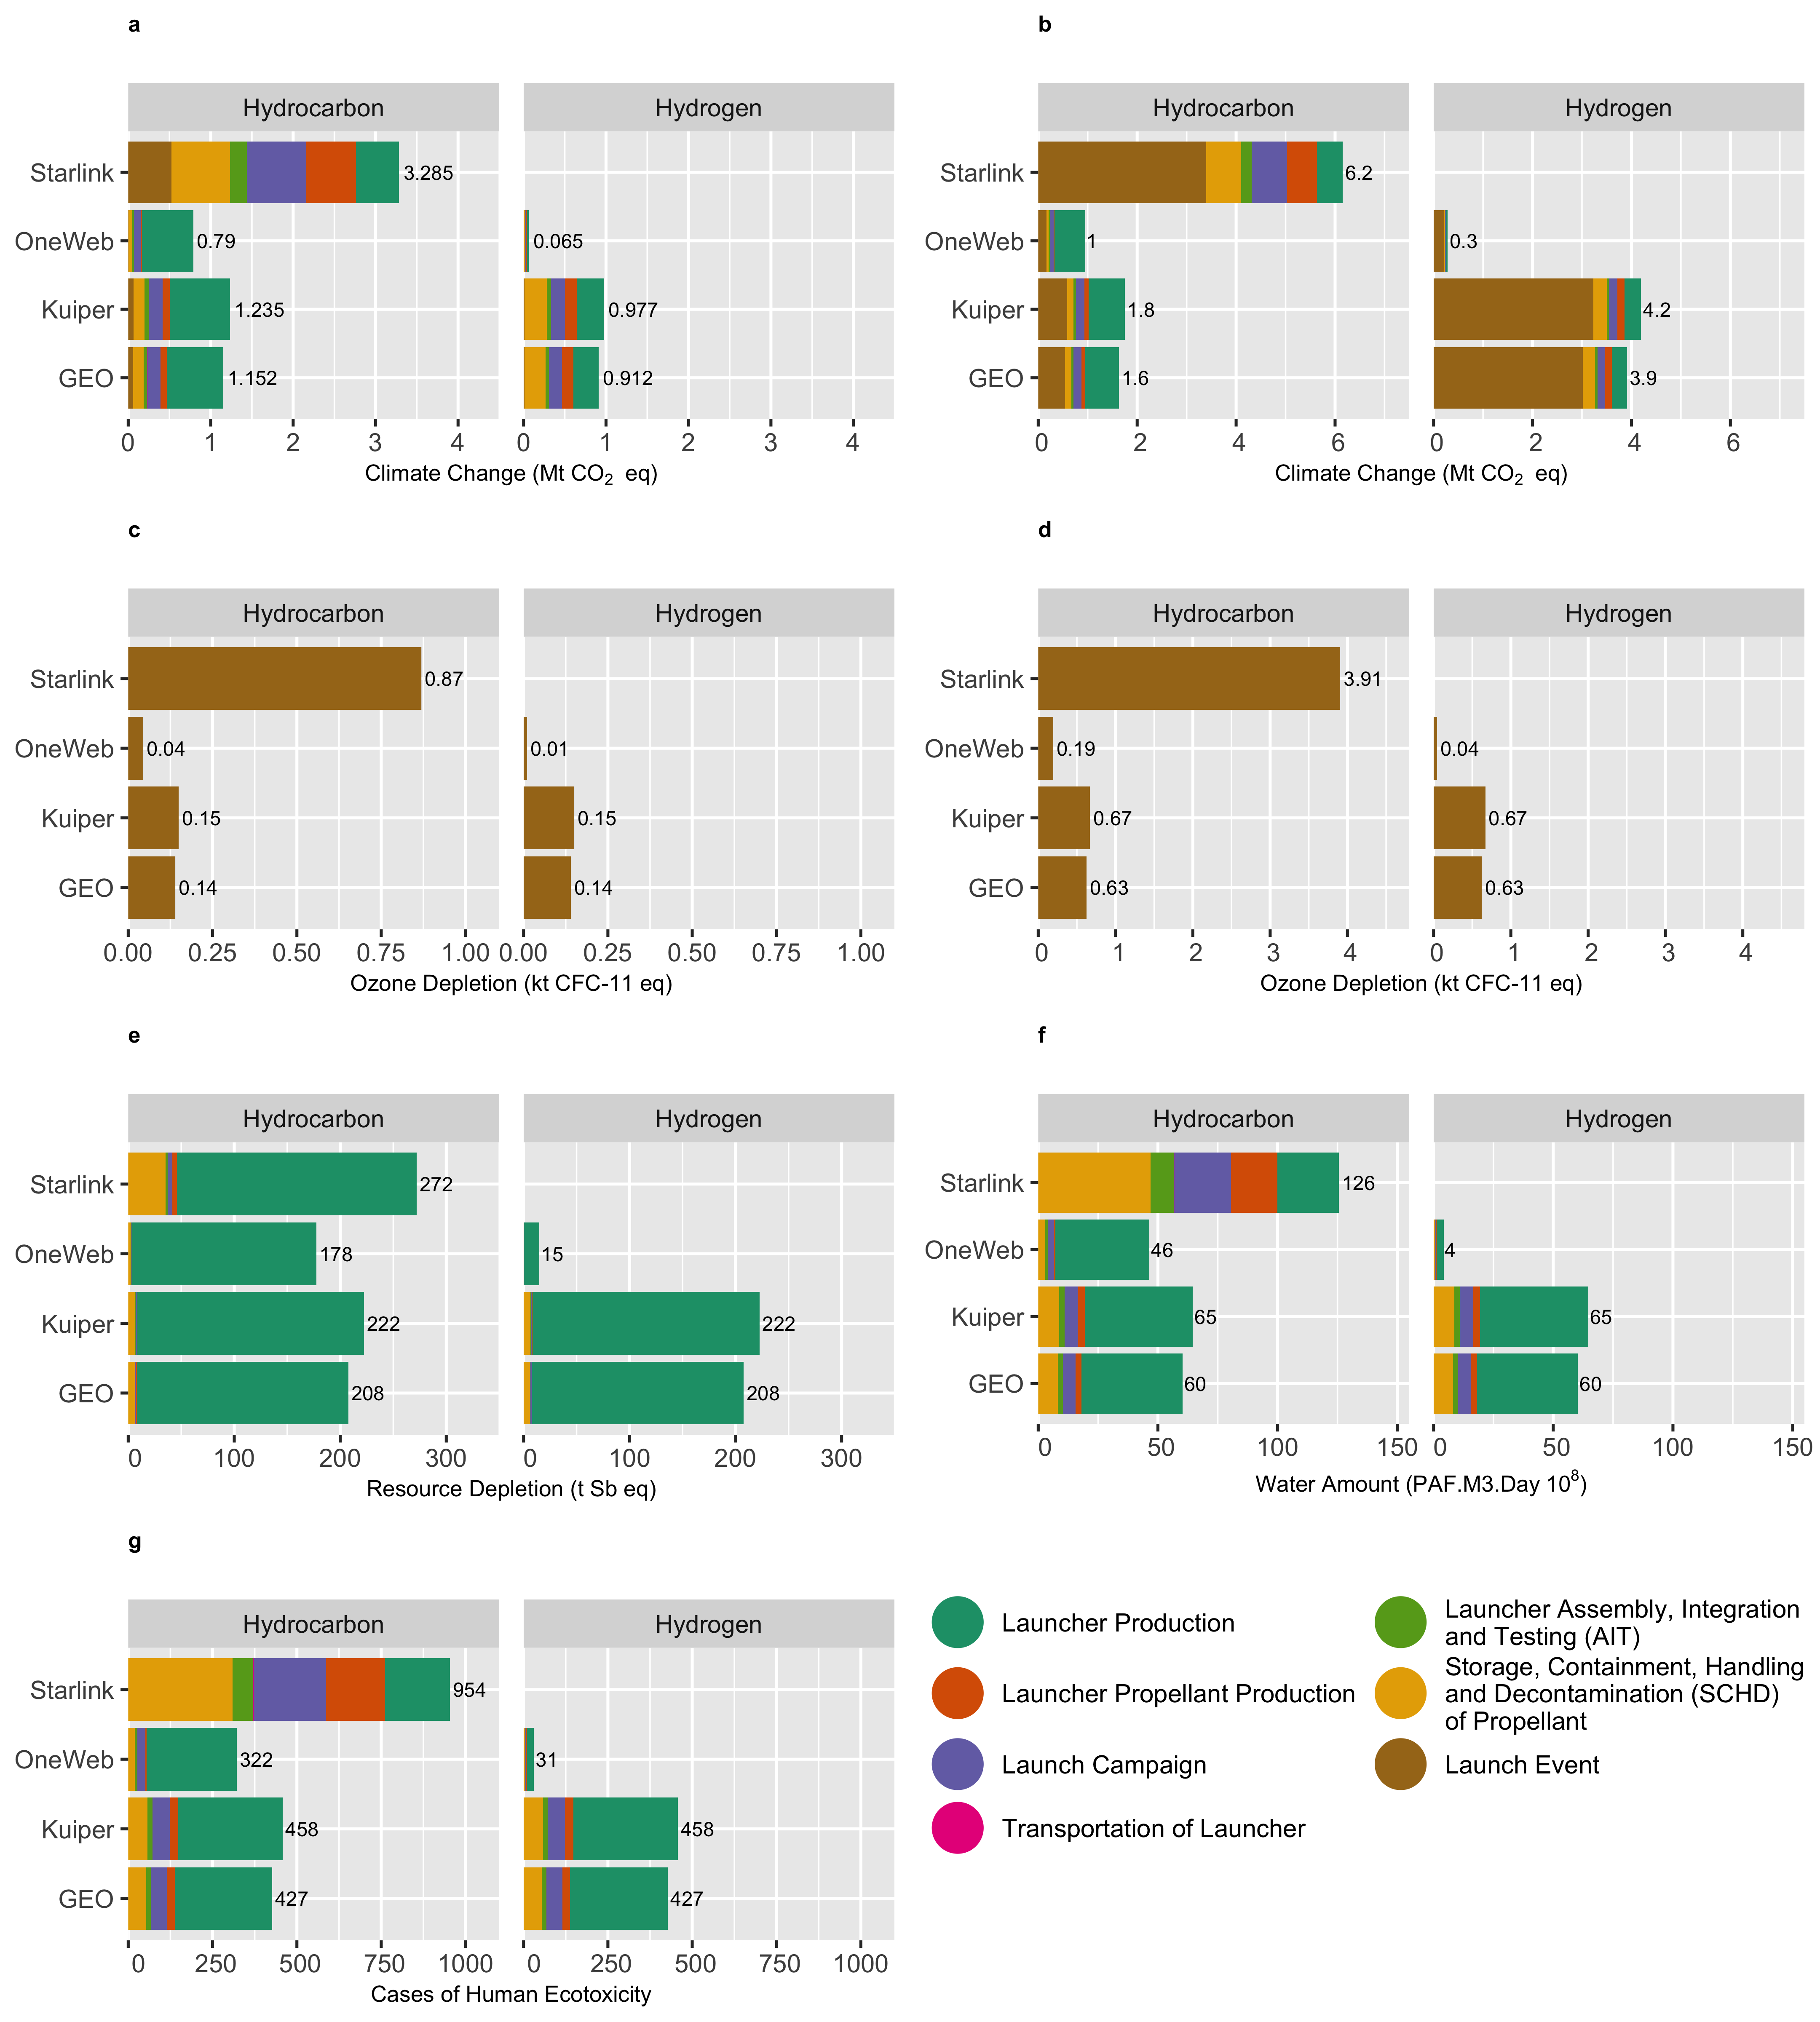 a
Hydrocarbon Hydrogen
Starlink 3.285
OneWeb 0.79 0.065
Kuiper 1.235 0.977
GEO 1.152 0.912
0 1 2 3 4 0 1 2 3 4
Climate Change (Mt CO₂ eq)
b
Hydrocarbon Hydrogen
Starlink 6.2
OneWeb 1 0.3
Kuiper 1.8 4.2
GEO 1.6 3.9
0 2 4 6 0 2 4 6
Climate Change (Mt CO₂ eq)
c
Hydrocarbon Hydrogen
Starlink 0.87
OneWeb 0.04 0.01
Kuiper 0.15 0.15
GEO 0.14 0.14
0.00 0.25 0.50 0.75 1.00 0.00 0.25 0.50 0.75 1.00
Ozone Depletion (kt CFC-11 eq)
d
Hydrocarbon Hydrogen
Starlink 3.91
OneWeb 0.19 0.04
Kuiper 0.67 0.67
GEO 0.63 0.63
0 1 2 3 4 0 1 2 3 4
Ozone Depletion (kt CFC-11 eq)
e
Hydrocarbon Hydrogen
Starlink 272
OneWeb 178 15
Kuiper 222 222
GEO 208 208
0 100 200 300 0 100 200 300
Resource Depletion (t Sb eq)
f
Hydrocarbon Hydrogen
Starlink 126
OneWeb 46 4
Kuiper 65 65
GEO 60 60
0 50 100 150 0 50 100 150
Water Amount (PAF.M3.Day 10⁸)
g
Hydrocarbon Hydrogen
Starlink 954
OneWeb 322 31
Kuiper 458 458
GEO 427 427
0 250 500 750 1000 0 250 500 750 1000
Cases of Human Ecotoxicity
Launcher Production
Launcher Propellant Production
Launch Campaign
Transportation of Launcher
Launcher Assembly, Integration
and Testing (AIT)
Storage, Containment, Handling
and Decontamination (SCHD)
of Propellant
Launch Event